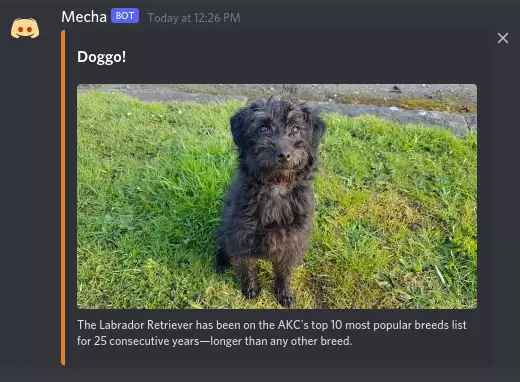 Mecha BOT Today at 12:26 PM
Doggo!
The Labrador Retriever has been on the AKC's top 10 most popular breeds list
for 25 consecutive years—longer than any other breed.